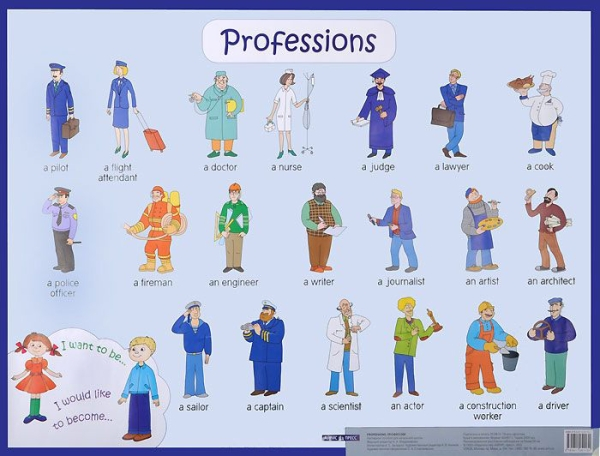 Professions
a pilot
a flight
attendant
a doctor
a nurse
a judge
a lawyer
a cook
a police
officer
a fireman
an engineer
a writer
a journalist
an artist
an architect
I want to be...
I would like
to become...
a sailor
a captain
a scientist
an actor
a construction
worker
a driver